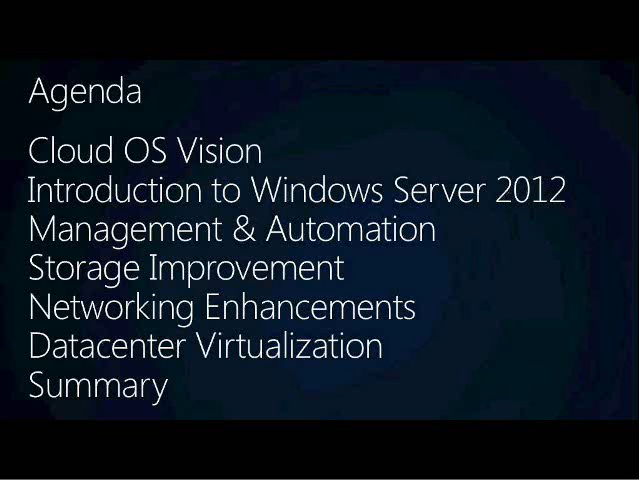 Agenda
Cloud OS Vision
Introduction to Windows Server 2012
Management & Automation
Storage Improvement
Networking Enhancements
Datacenter Virtualization
Summary